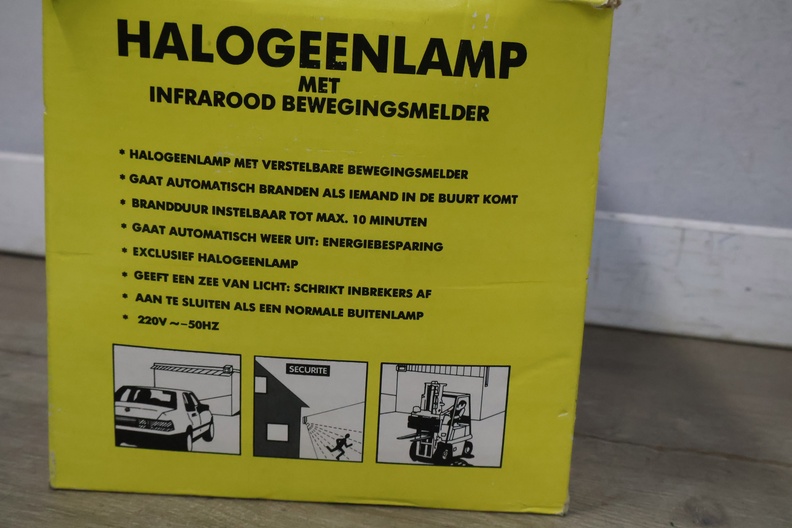 HALOGEENLAMP
MET
INFRAROOD BEWEGINGSMELDER
* HALOGEENLAMP MET VERSTELBARE BEWEGINGSMELDER
* GAAT AUTOMATISCH BRANDEN ALS IEMAND IN DE BUURT KOMT
* BRANDDUUR INSTELBAAR TOT MAX. 10 MINUTEN
* GAAT AUTOMATISCH WEER UIT: ENERGIEBESPARING
* EXCLUSIEF HALOGEENLAMP
* GEEFT EEN ZEE VAN LICHT: SCHRIKT INBREKERS AF
* AAN TE SLUITEN ALS EEN NORMALE BUITENLAMP
* 220V ~ –50HZ
SECURITE